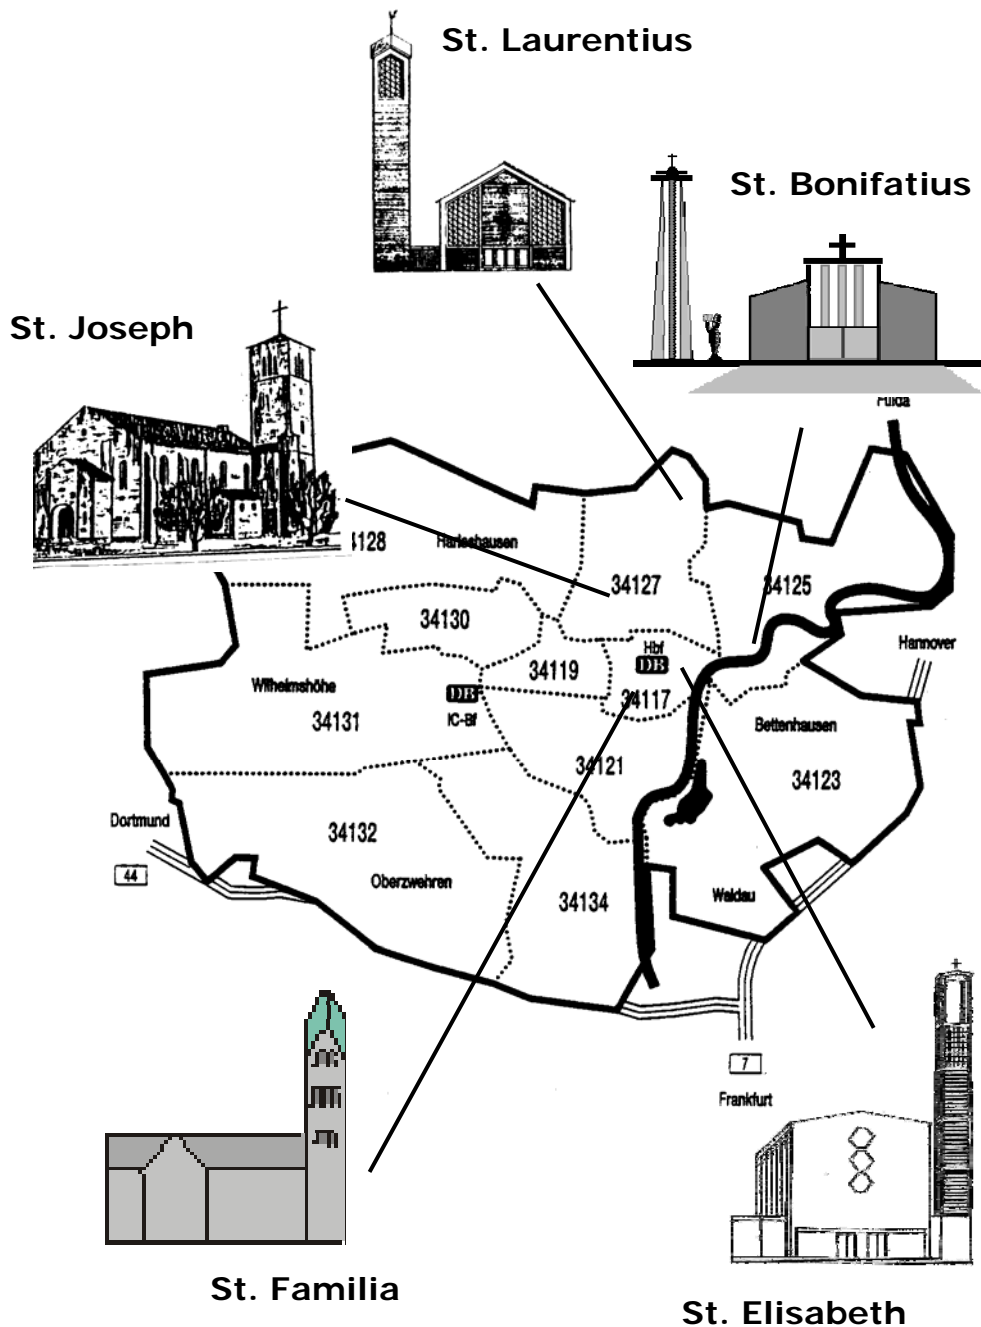 St. Laurentius
St. Bonifatius
St. Joseph
Fulda
34128
Harleshausen
34127
34125
34130
Hannover
Hbf
DB
34119
Wilhelmshöhe
DB
34117
34131
IC-Bf
Bettenhausen
34121
34123
Dortmund
34132
44
Oberzwehren
Waldau
34134
7
Frankfurt
St. Familia
St. Elisabeth